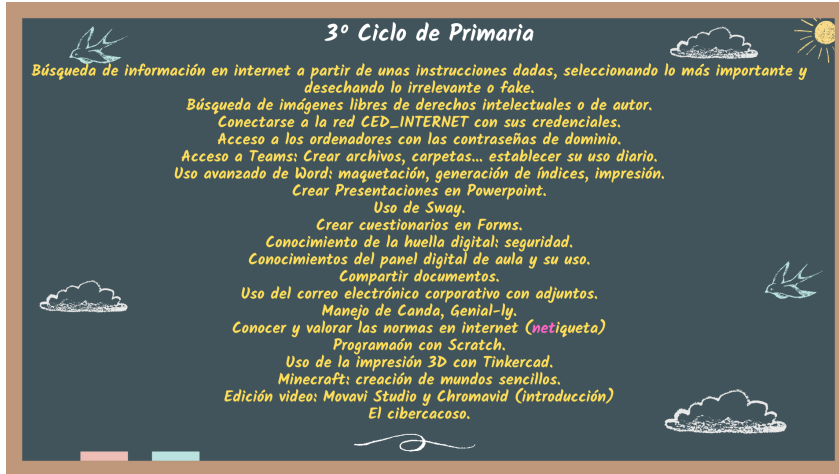 3º Ciclo de Primaria
Búsqueda de información en internet a partir de unas instrucciones dadas, seleccionando lo más importante y
desechando lo irrelevante o fake.
Búsqueda de imágenes libres de derechos intelectuales o de autor.
Conectarse a la red CED_INTERNET con sus credenciales.
Acceso a los ordenadores con las contraseñas de dominio.
Acceso a Teams: Crear archivos, carpetas... establecer su uso diario.
Uso avanzado de Word: maquetación, generación de índices, impresión.
Crear Presentaciones en Powerpoint.
Uso de Sway.
Crear cuestionarios en Forms.
Conocimiento de la huella digital: seguridad.
Conocimientos del panel digital de aula y su uso.
Compartir documentos.
Uso del correo electrónico corporativo con adjuntos.
Manejo de Canda, Genial-ly.
Conocer y valorar las normas en internet (netiqueta)
Programaón con Scratch.
Uso de la impresión 3D con Tinkercad.
Minecraft: creación de mundos sencillos.
Edición video: Movavi Studio y Chromavid (introducción)
El cibercacoso.